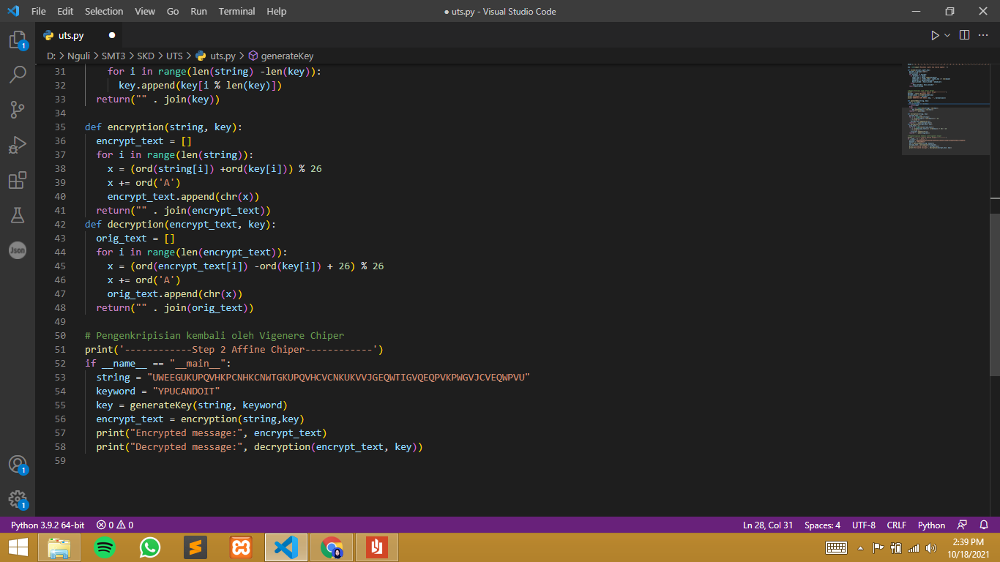 File Edit Selection View Go Run Terminal Help ● uts.py - Visual Studio Code
1 uts.py ●
D: > Nguli > SMT3 > SKD > UTS > uts.py > generateKey
31 for i in range(len(string) -len(key)):
32 key.append(key[i % len(key)])
33 return("" . join(key))
34
35 def encryption(string, key):
36 encrypt_text = []
37 for i in range(len(string)):
38 x = (ord(string[i]) +ord(key[i])) % 26
39 x += ord('A')
40 encrypt_text.append(chr(x))
41 return("" . join(encrypt_text))
42 def decryption(encrypt_text, key):
43 orig_text = []
44 for i in range(len(encrypt_text)):
45 x = (ord(encrypt_text[i]) -ord(key[i]) + 26) % 26
46 x += ord('A')
47 orig_text.append(chr(x))
48 return("" . join(orig_text))
49
50 # Pengenkripisian kembali oleh Vigenere Chiper
51 print('------------Step 2 Affine Chiper------------')
52 if __name__ == "__main__":
53 string = "UWEEGUKUPQVHKPCNHKCNWTGKUPQVHCVCNKUKVVJGEQWTIGVQEQPVKPWGVJCVEQWPVU"
54 keyword = "YPUCANDOIT"
55 key = generateKey(string, keyword)
56 encrypt_text = encryption(string,key)
57 print("Encrypted message:", encrypt_text)
58 print("Decrypted message:", decryption(encrypt_text, key))
59
Json
1
1
Python 3.9.2 64-bit 0 0 Ln 28, Col 31 Spaces: 4 UTF-8 CRLF Python
2:39 PM
10/18/2021